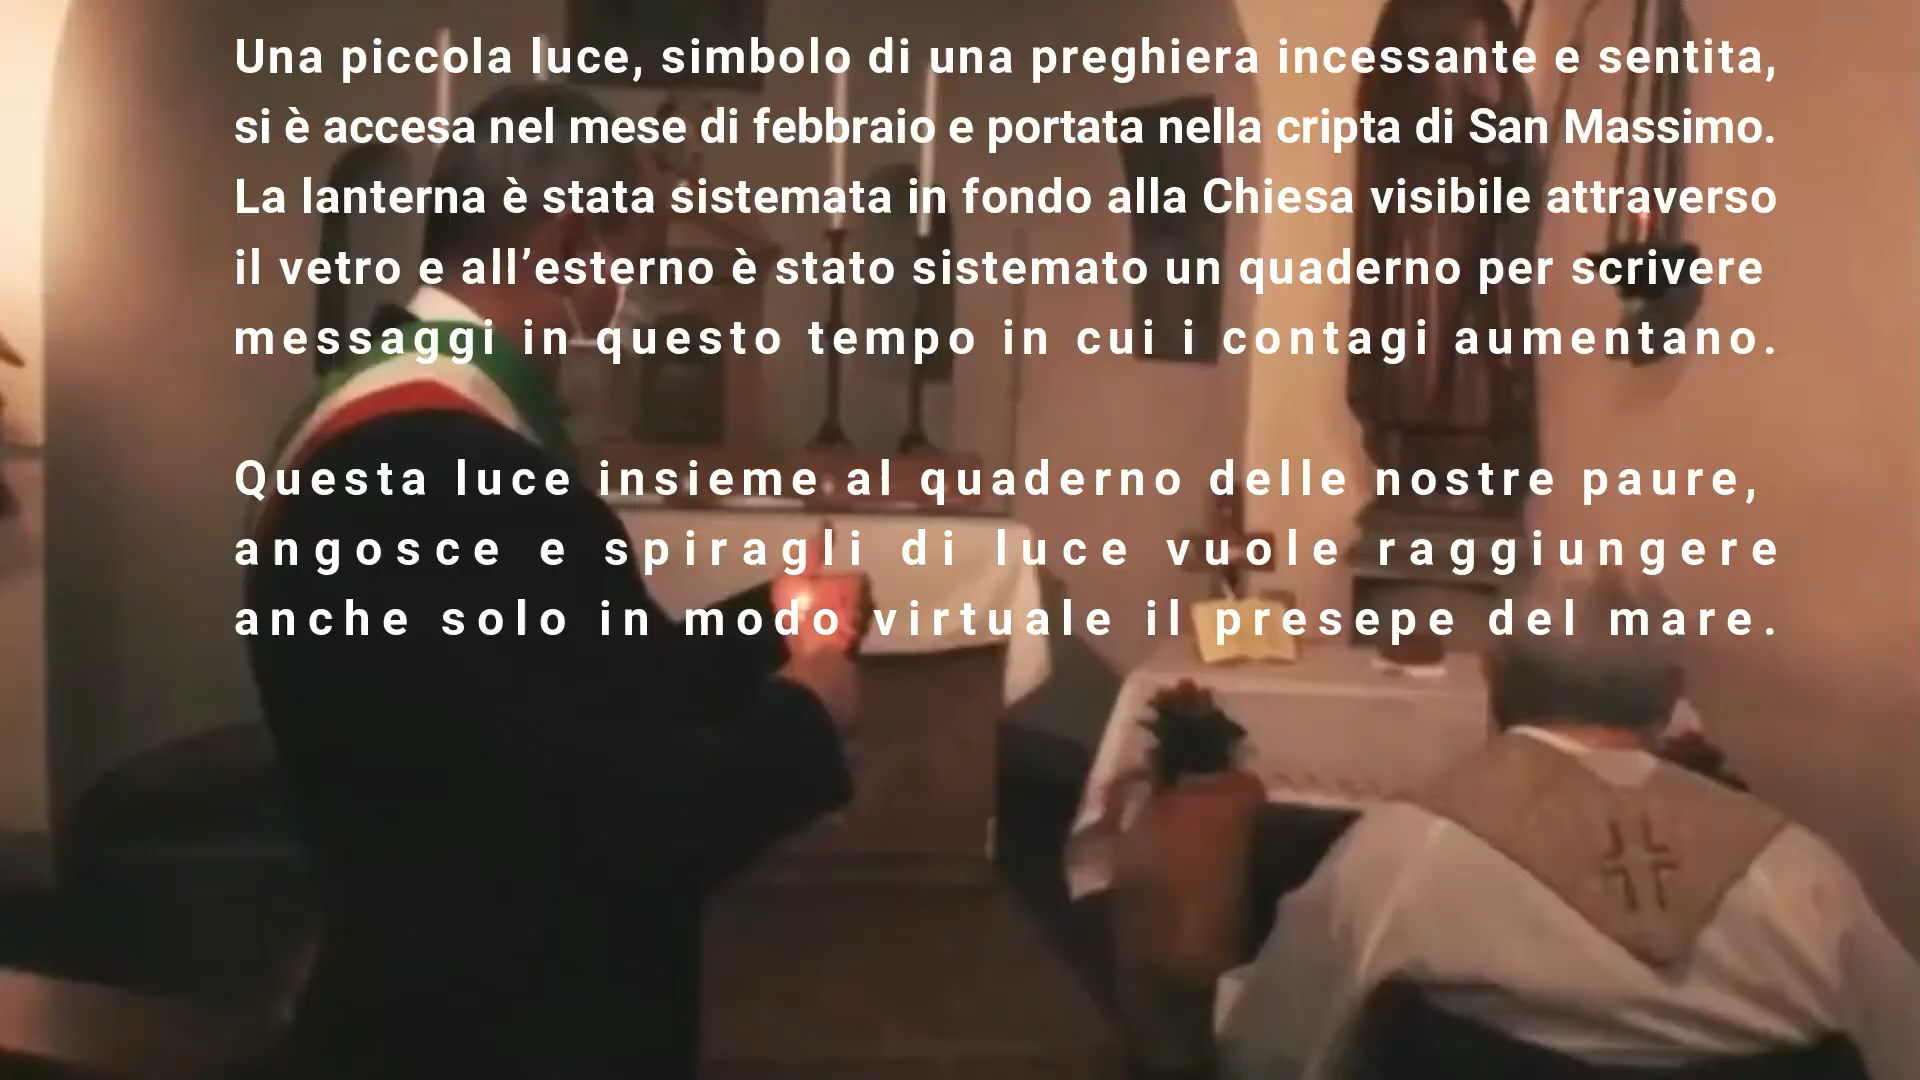 Una piccola luce, simbolo di una preghiera incessante e sentita,
si è accesa nel mese di febbraio e portata nella cripta di San Massimo.
La lanterna è stata sistemata in fondo alla Chiesa visibile attraverso
il vetro e all’esterno è stato sistemato un quaderno per scrivere
messaggi in questo tempo in cui i contagi aumentano.
Questa luce insieme al quaderno delle nostre paure,
angosce e spiragli di luce vuole raggiungere
anche solo in modo virtuale il presepe del mare.